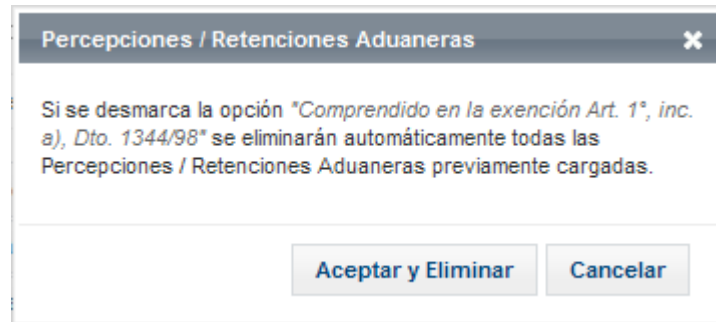 Percepciones / Retenciones Aduaneras
Si se desmarca la opción "Comprendido en la exención Art. 1°, inc.
a), Dto. 1344/98" se eliminarán automáticamente todas las
Percepciones / Retenciones Aduaneras previamente cargadas.
Aceptar y Eliminar Cancelar